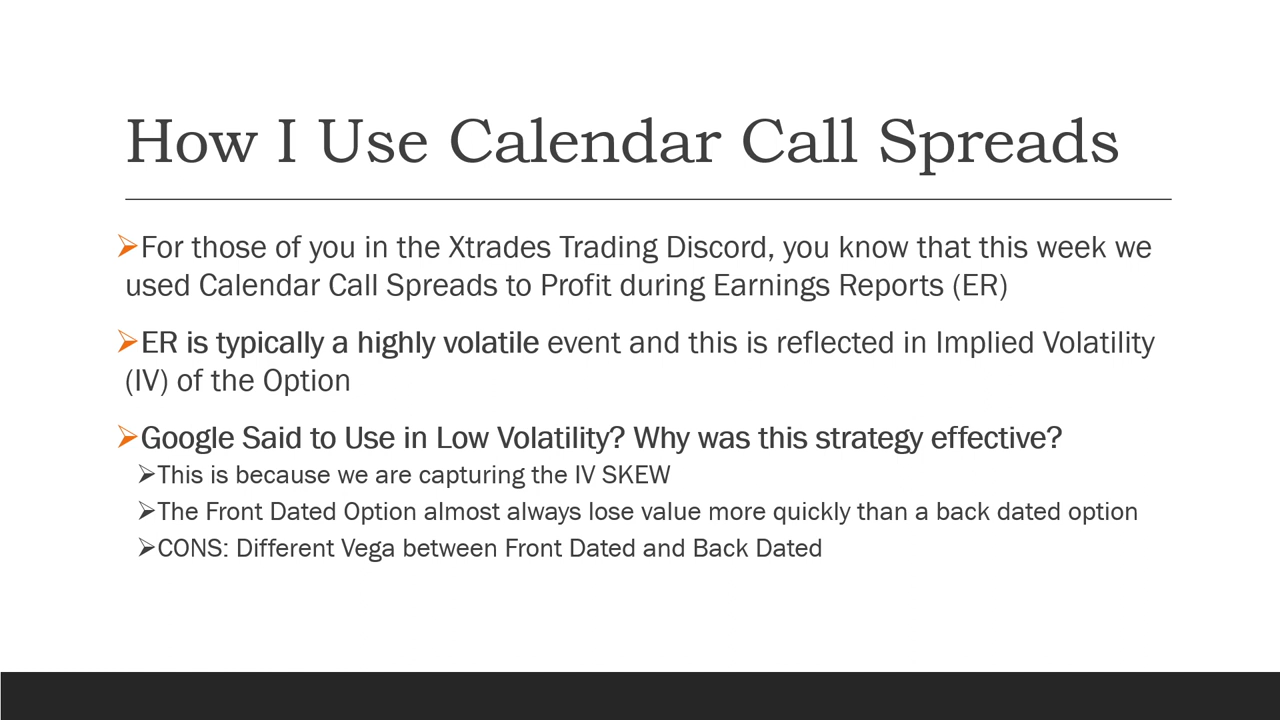 How I Use Calendar Call Spreads
For those of you in the Xtrades Trading Discord, you know that this week we
used Calendar Call Spreads to Profit during Earnings Reports (ER)
ER is typically a highly volatile event and this is reflected in Implied Volatility
(IV) of the Option
Google Said to Use in Low Volatility? Why was this strategy effective?
This is because we are capturing the IV SKEW
The Front Dated Option almost always lose value more quickly than a back dated option
CONS: Different Vega between Front Dated and Back Dated